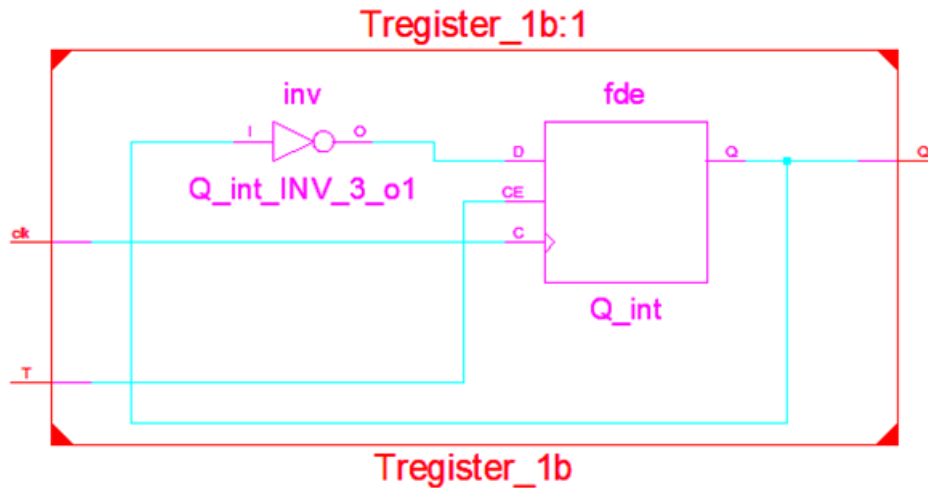 Tregister_1b:1
inv
fde
I
O
D
Q
Q
CE
Q_int_INV_3_o1
clk
C
Q_int
T
Tregister_1b